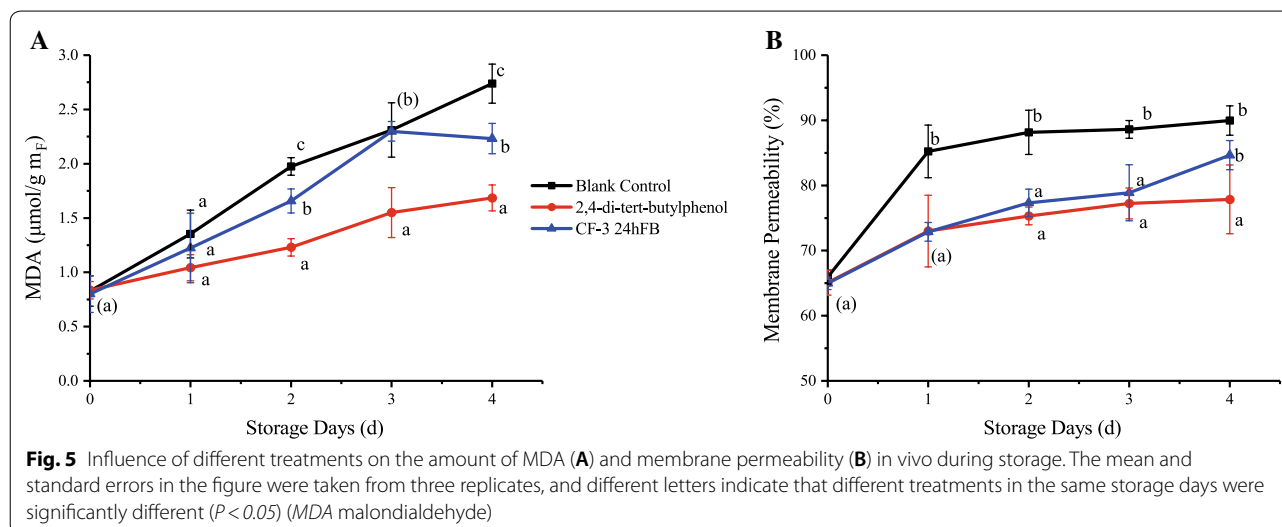 A
3.0
2.5
2.0
1.5
1.0
0.5
0.0
MDA (μmol/g m_F)
0 1 2 3 4
Storage Days (d)
(a)
a
a
a
c
b
a
(b)
a
c
b
a
Blank Control
2,4-di-tert-butylphenol
CF-3 24hFB
B
100
90
80
70
60
50
Membrane Permeability (%)
0 1 2 3 4
Storage Days (d)
(a)
b
(a)
b
a
a
b
a
a
b
b
a
Fig. 5 Influence of different treatments on the amount of MDA (A) and membrane permeability (B) in vivo during storage. The mean and
standard errors in the figure were taken from three replicates, and different letters indicate that different treatments in the same storage days were
significantly different (P < 0.05) (MDA malondialdehyde)